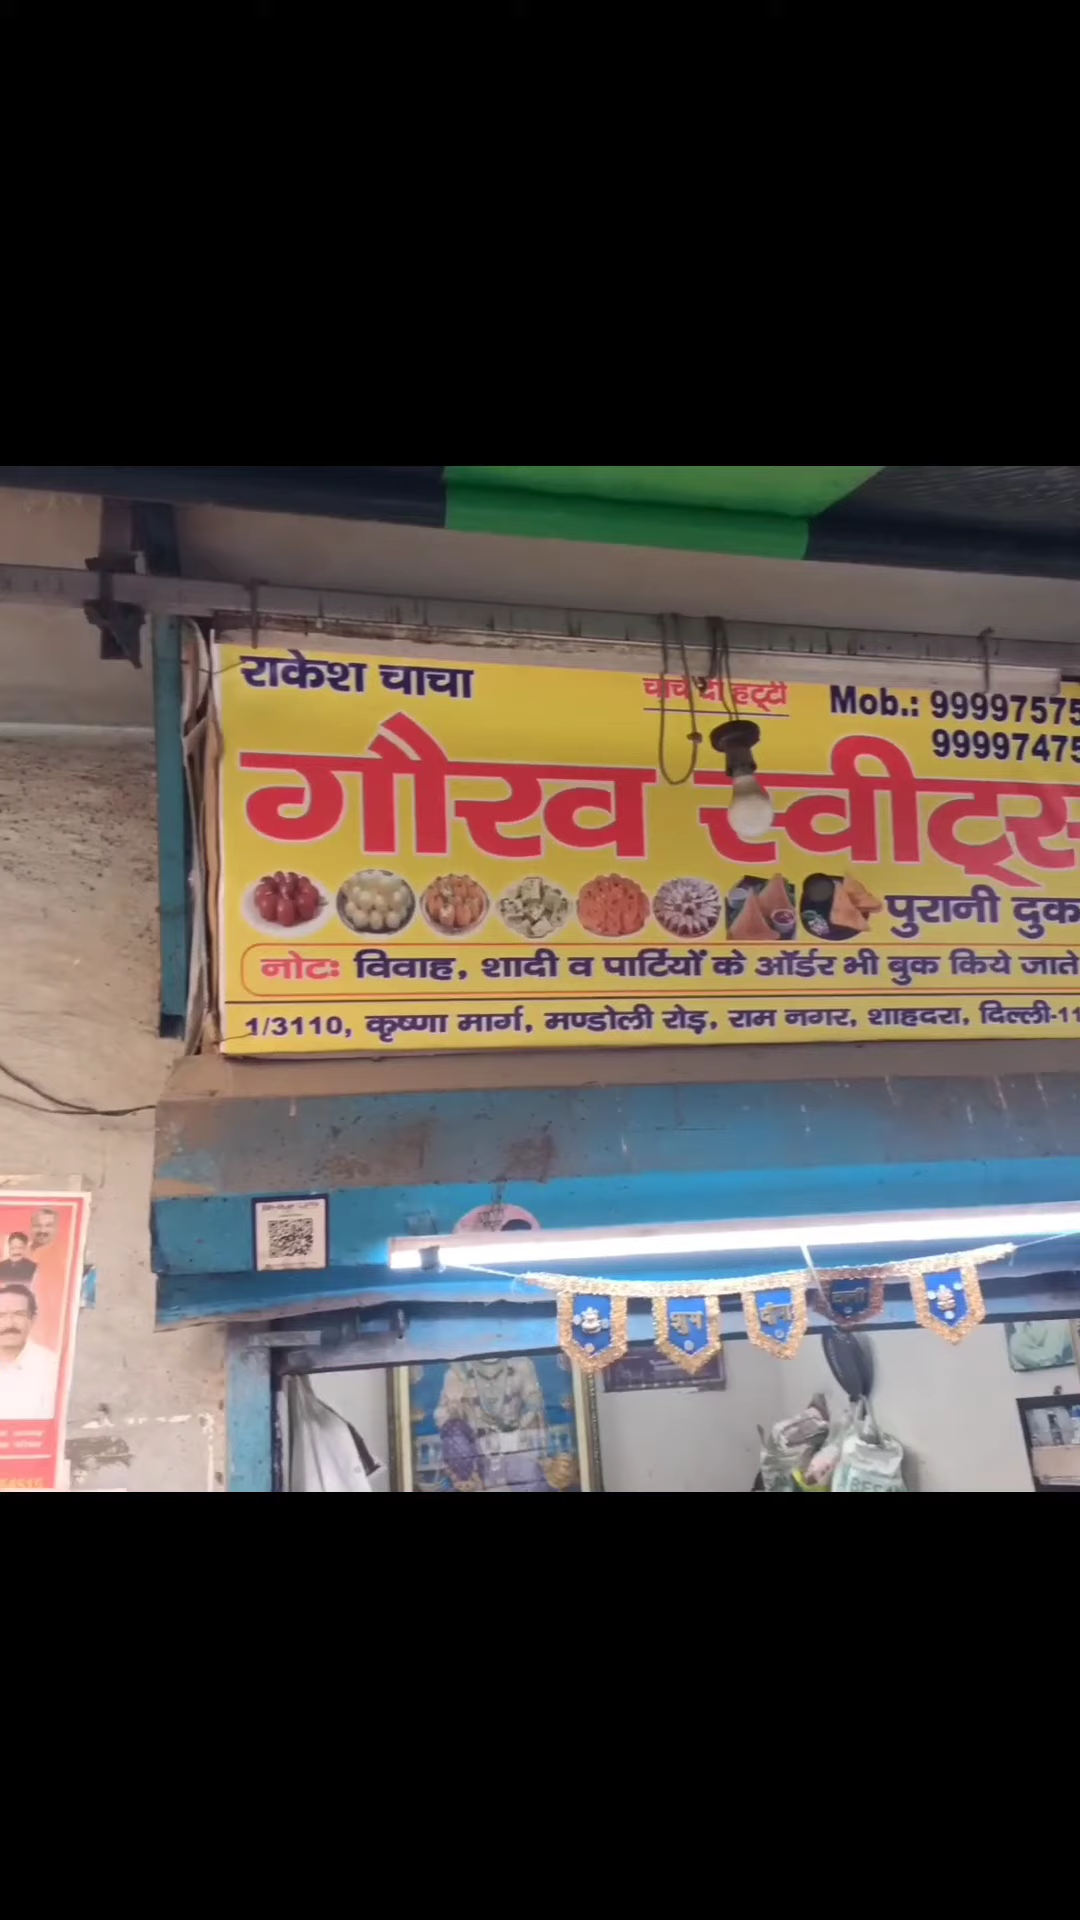 राकेश चाचा
चाचे दी हट्टी
Mob.: 99997575
99997475
गौरव स्वीट्स
पुरानी दुक
नोटः विवाह, शादी व पार्टियों के ऑर्डर भी बुक किये जाते
1/3110, कृष्णा मार्ग, मण्डोली रोड़, राम नगर, शाहदरा, दिल्ली-11
शुभ